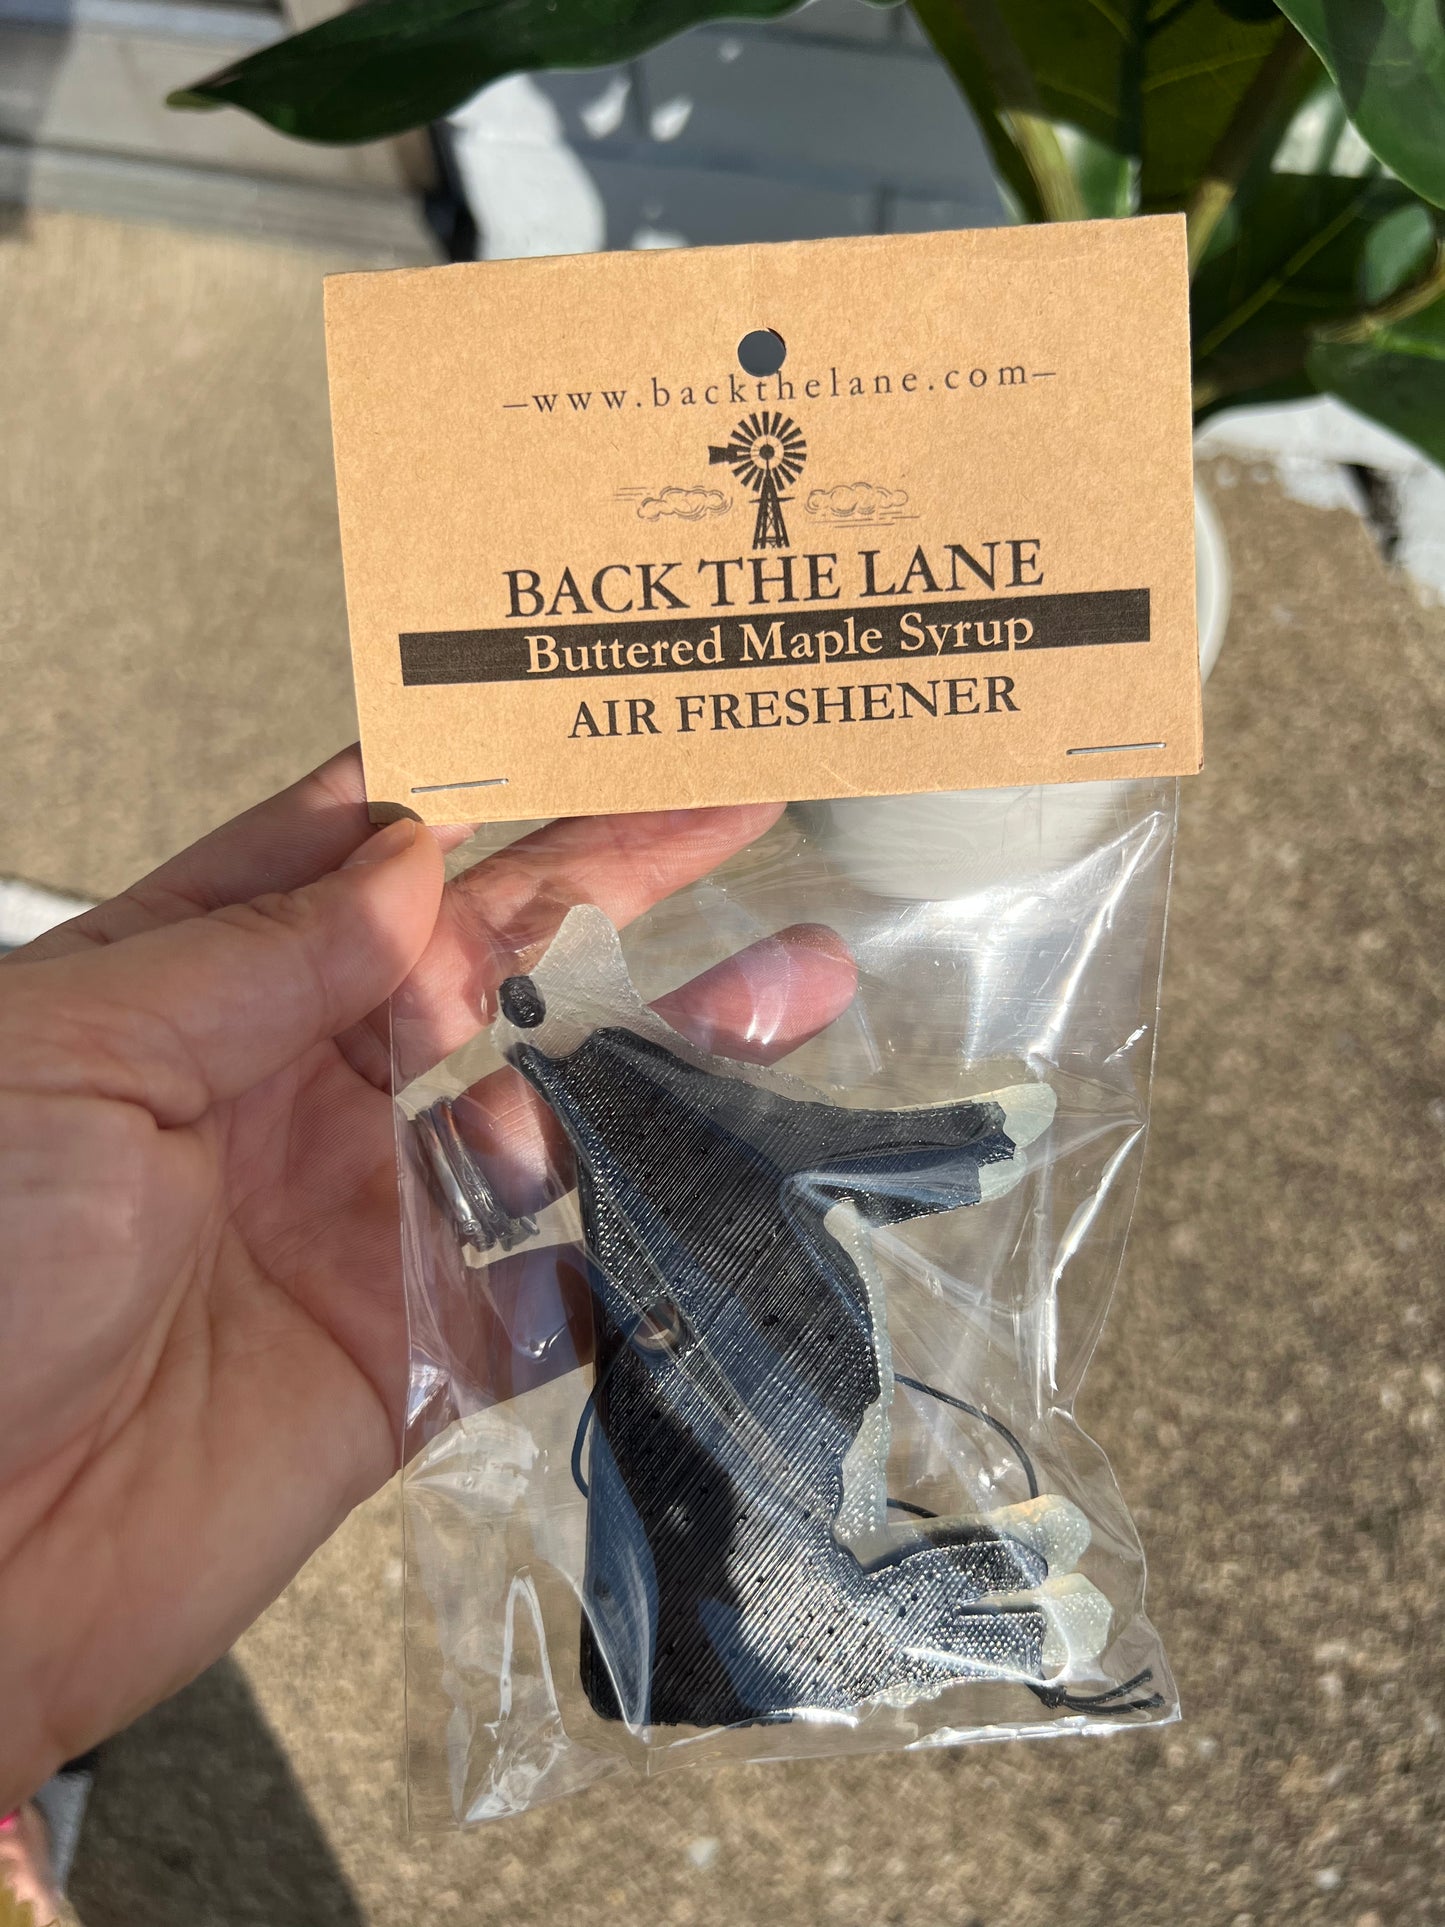 –www.backthelane.com–
BACK THE LANE
Buttered Maple Syrup
AIR FRESHENER